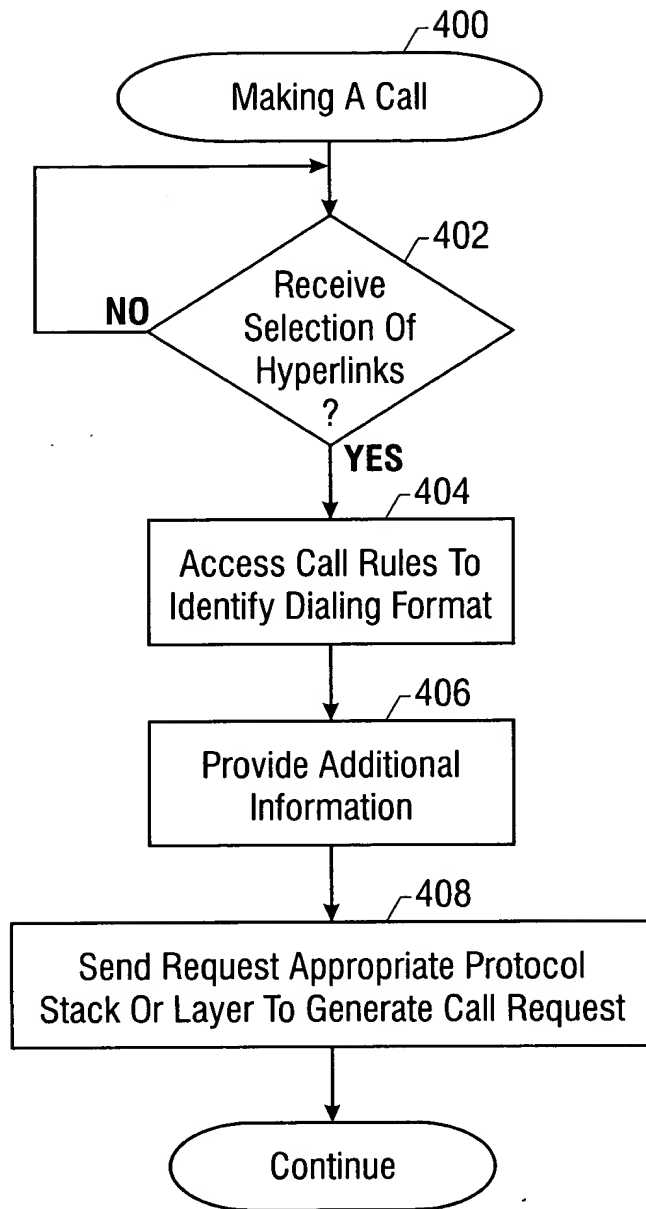 400
Making A Call
402
Receive
Selection Of
Hyperlinks
?
NO
YES
404
Access Call Rules To
Identify Dialing Format
406
Provide Additional
Information
408
Send Request Appropriate Protocol
Stack Or Layer To Generate Call Request
Continue